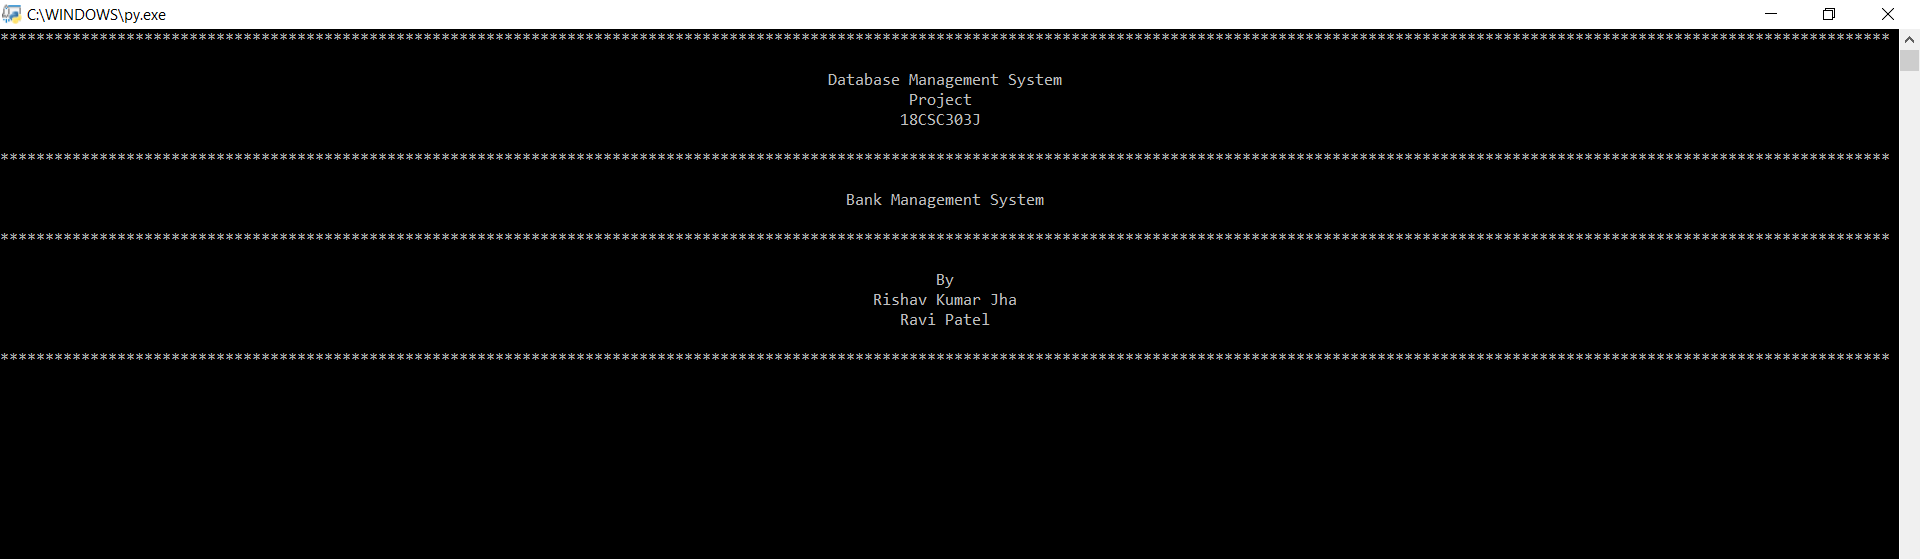 C:\WINDOWS\py.exe
******************************************************************************************************************************************************************************************************************
Database Management System
Project
18CSC303J
******************************************************************************************************************************************************************************************************************
Bank Management System
******************************************************************************************************************************************************************************************************************
By
Rishav Kumar Jha
Ravi Patel
******************************************************************************************************************************************************************************************************************